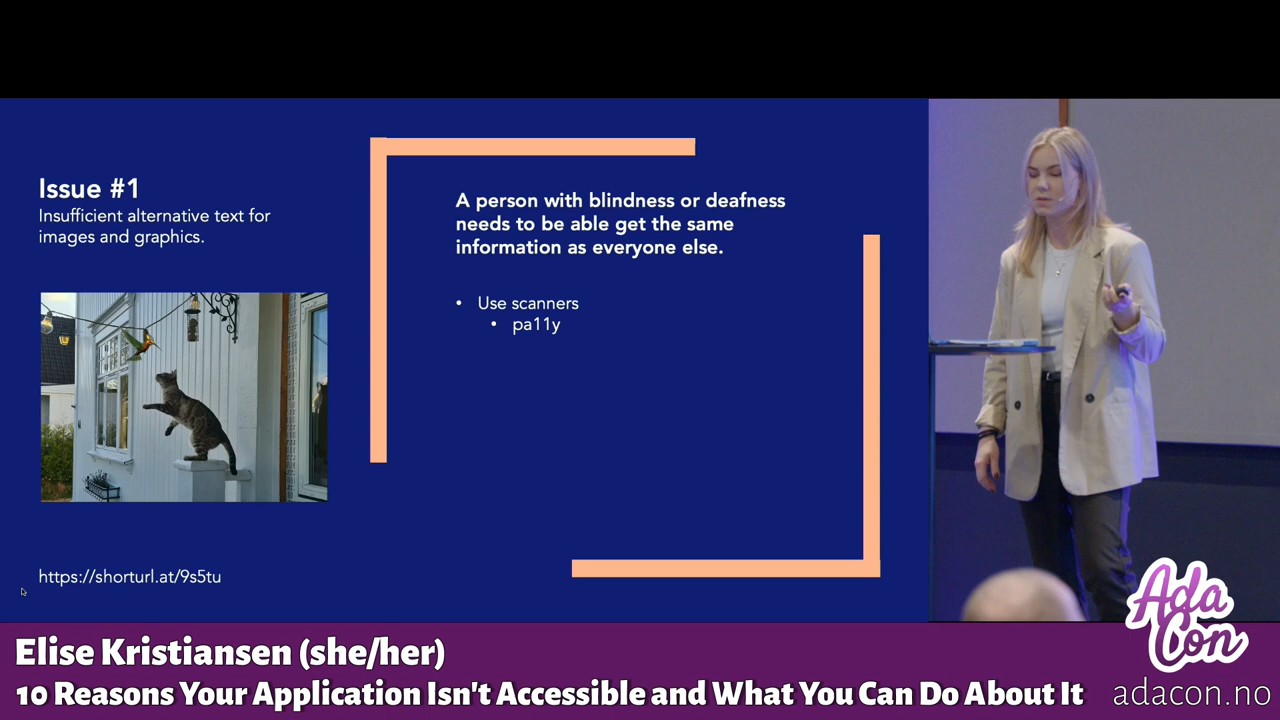 Issue #1
Insufficient alternative text for
images and graphics.
A person with blindness or deafness
needs to be able get the same
information as everyone else.
• Use scanners
• pa11y
https://shorturl.at/9s5tu
Ada
Con
Elise Kristiansen (she/her)
10 Reasons Your Application Isn't Accessible and What You Can Do About It
adacon.no